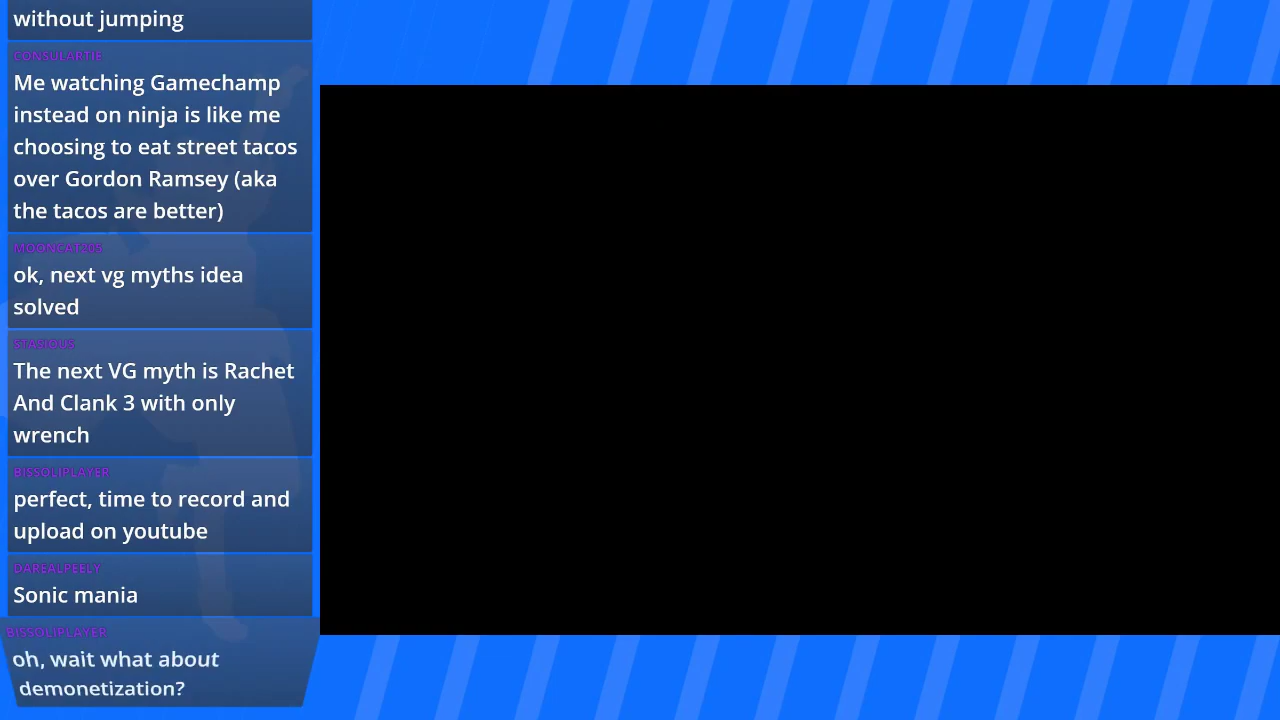 without jumping
CONSULARTIE
Me watching Gamechamp
instead on ninja is like me
choosing to eat street tacos
over Gordon Ramsey (aka
the tacos are better)
ok, next vg myths idea
solved
The next VG myth is Rachet
And Clank 3 with only
wrench
BISSOLIPLAYER
perfect, time to record and
upload on youtube
DAREALPEELY
Sonic mania
BISSOLIPLAYER
oh, wait what about
demonetization?